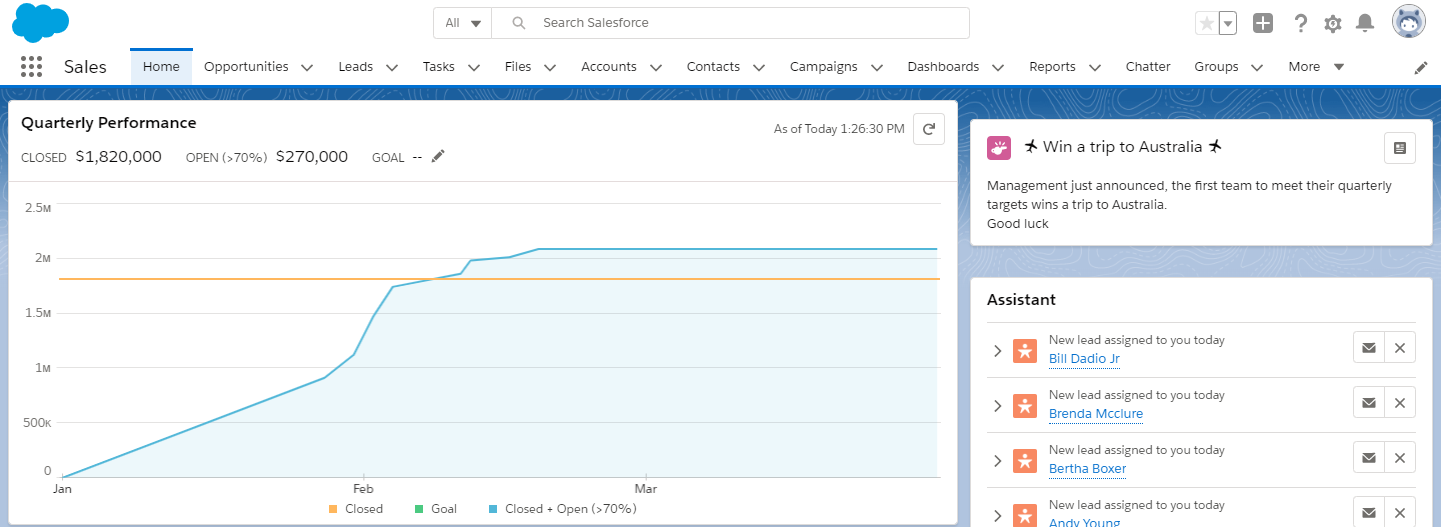 All
Search Salesforce
Sales
Home
Opportunities
Leads
Tasks
Files
Accounts
Contacts
Campaigns
Dashboards
Reports
Chatter
Groups
More
Quarterly Performance
As of Today 1:26:30 PM
CLOSED $1,820,000 OPEN (>70%) $270,000 GOAL --
2.5M
2M
1.5M
1M
500K
0
Jan Feb Mar
Closed Goal Closed + Open (>70%)
Win a trip to Australia
Management just announced, the first team to meet their quarterly
targets wins a trip to Australia.
Good luck
Assistant
New lead assigned to you today
Bill Dadio Jr
New lead assigned to you today
Brenda Mcclure
New lead assigned to you today
Bertha Boxer
New lead assigned to you today
Andy Young